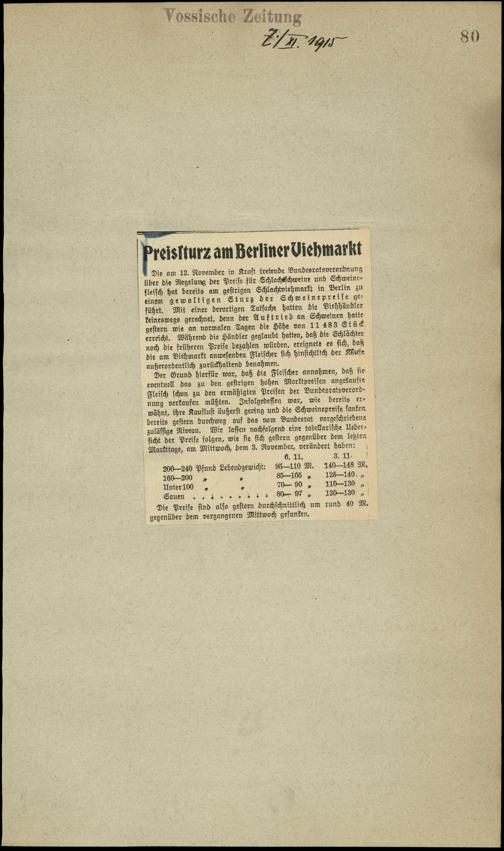 Vossische Zeitung
7./XI. 1915
80
Preissturz am Berliner Viehmarkt
Die am 12. November in Kraft tretende Bundesratsverordnung
über die Regelung der Preise für Schlachtschweine und Schweine-
fleisch hat bereits am gestrigen Schlachtviehmarkt in Berlin zu
einem gewaltigen Sturz der Schweinepreise ge-
führt. Mit einer derartigen Tatsache hatten die Viehhändler
keineswegs gerechnet, denn der Auftrieb an Schweinen hatte
gestern wie an normalen Tagen die Höhe von 11 483 Stück
erreicht. Während die Händler geglaubt hatten, daß die Schlächter
noch die früheren Preise bezahlen würden, ereignete es sich, daß
die am Viehmarkt anwesenden Fleischer sich hinsichtlich der Käufe
außerordentlich zurückhaltend benahmen.
Der Grund hierfür war, daß die Fleischer annahmen, daß sie
eventuell das zu den gestrigen hohen Marktpreisen angekaufte
Fleisch schon zu den ermäßigten Preisen der Bundesratsverord-
nung verkaufen müßten. Infolgedessen war, wie bereits er-
wähnt, ihre Kauflust äußerst gering und die Schweinepreise sanken
bereits gestern durchweg auf das vom Bundesrat vorgeschriebene
zulässige Niveau. Wir lassen nachfolgend eine tabellarische Ueber-
sicht der Preise folgen, wie sie sich gestern gegenüber dem letzten
Markttage, am Mittwoch, dem 3. November, verändert haben:
6. 11. 3. 11.
200—240 Pfund Lebendgewicht: 95—110 M. 140—148 M.
160—200 „ „ 85—105 „ 125—140 „
Unter 100 „ „ 70— 90 „ 110—130 „
Sauen . . . . . . . . . 80— 97 „ 120—130 „
Die Preise sind also gestern durchschnittlich um rund 40 M.
gegenüber dem vergangenen Mittwoch gesunken.